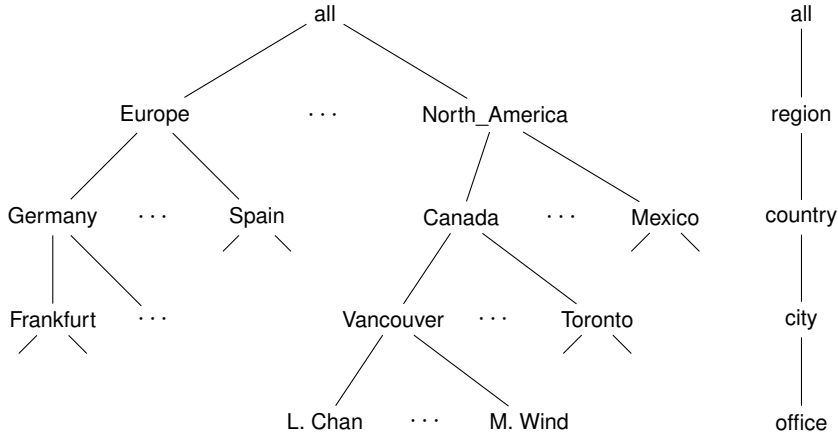 all all
Europe · · · North_America region
Germany · · · Spain Canada · · · Mexico country
Frankfurt · · · Vancouver · · · Toronto city
L. Chan · · · M. Wind office